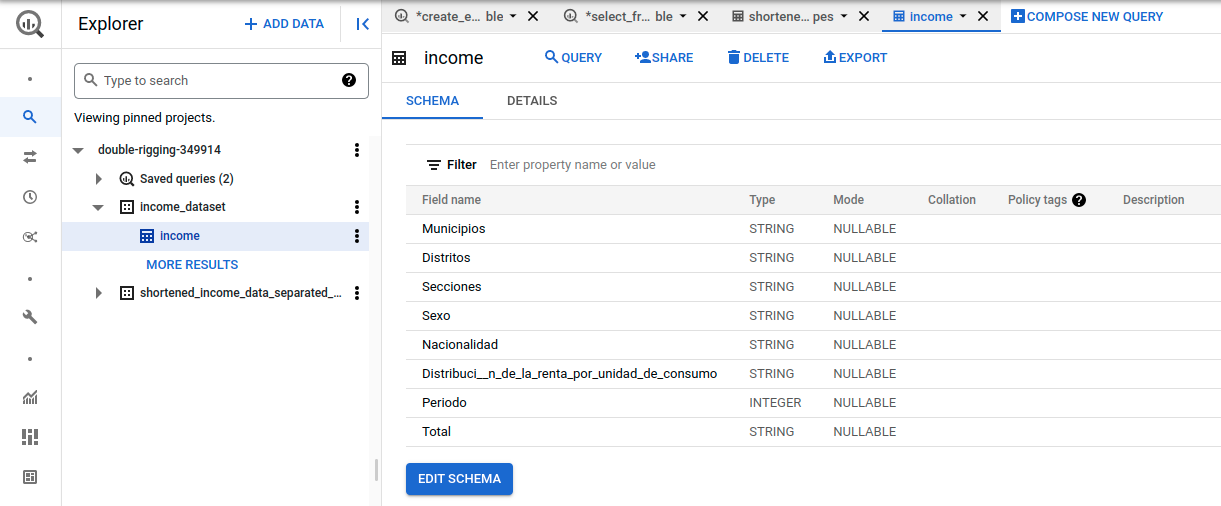 Explorer
+ ADD DATA
Type to search
Viewing pinned projects.
double-rigging-349914
Saved queries (2)
income_dataset
income
MORE RESULTS
shortened_income_data_separated_...
*create_e... ble
*select_fr... ble
shortene... pes
income
COMPOSE NEW QUERY
income
QUERY
SHARE
DELETE
EXPORT
SCHEMA
DETAILS
Filter Enter property name or value
Field name Type Mode Collation Policy tags Description
Municipios STRING NULLABLE
Distritos STRING NULLABLE
Secciones STRING NULLABLE
Sexo STRING NULLABLE
Nacionalidad STRING NULLABLE
Distribuci__n_de_la_renta_por_unidad_de_consumo STRING NULLABLE
Periodo INTEGER NULLABLE
Total STRING NULLABLE
EDIT SCHEMA